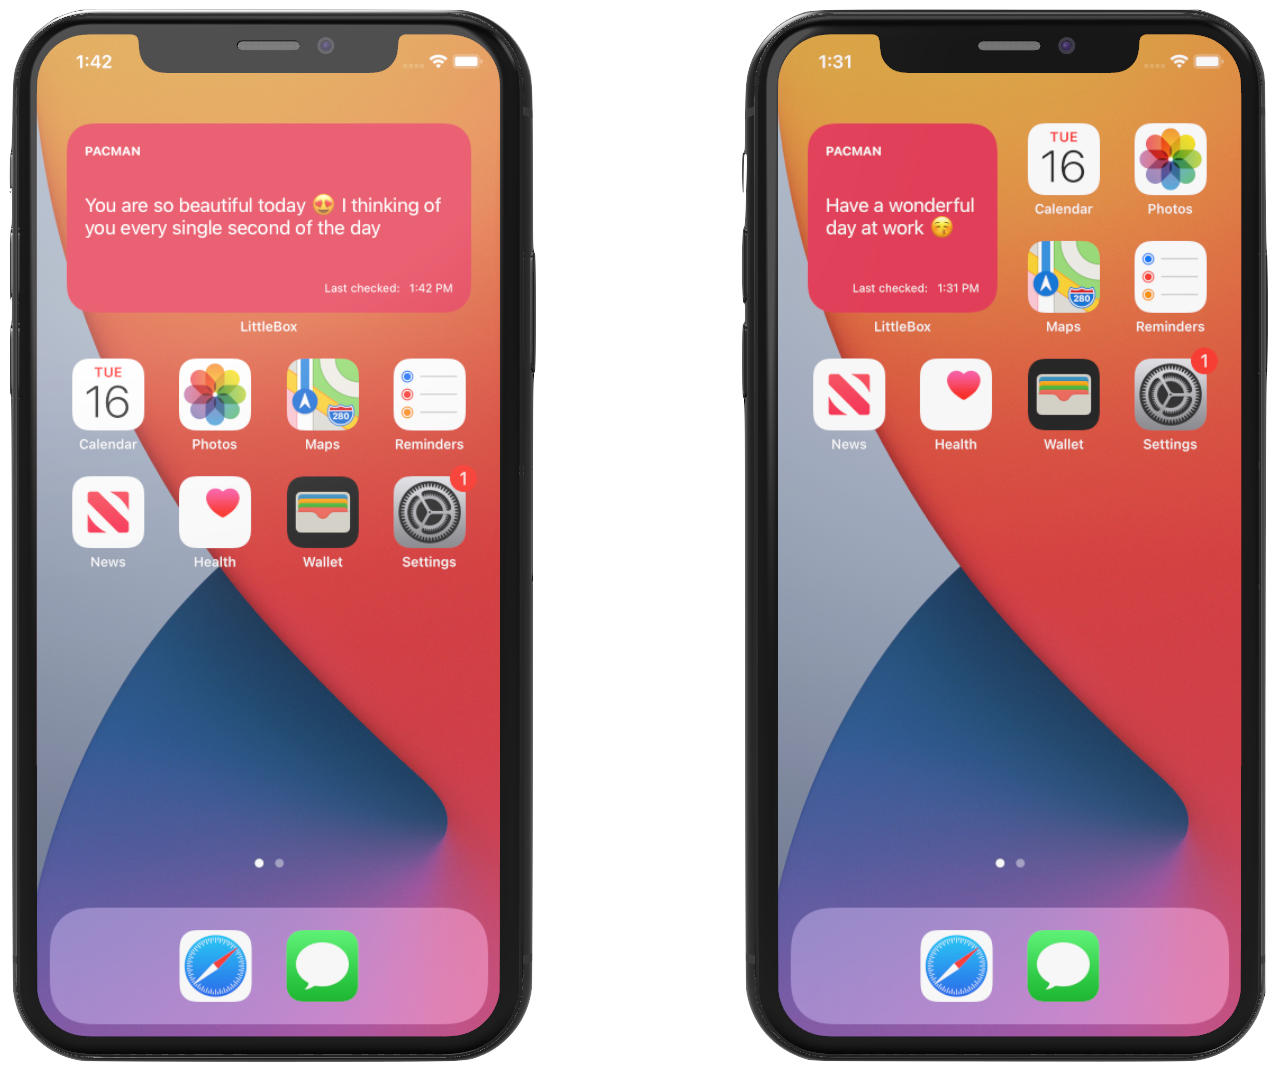 1:42
PACMAN
You are so beautiful today 😍 I thinking of
you every single second of the day
Last checked: 1:42 PM
LittleBox
TUE
16
280
Calendar
Photos
Maps
Reminders
1
News
Health
Wallet
Settings
1:31
PACMAN
Have a wonderful
day at work 😚
Last checked: 1:31 PM
LittleBox
TUE
16
Calendar
Photos
280
Maps
Reminders
1
News
Health
Wallet
Settings